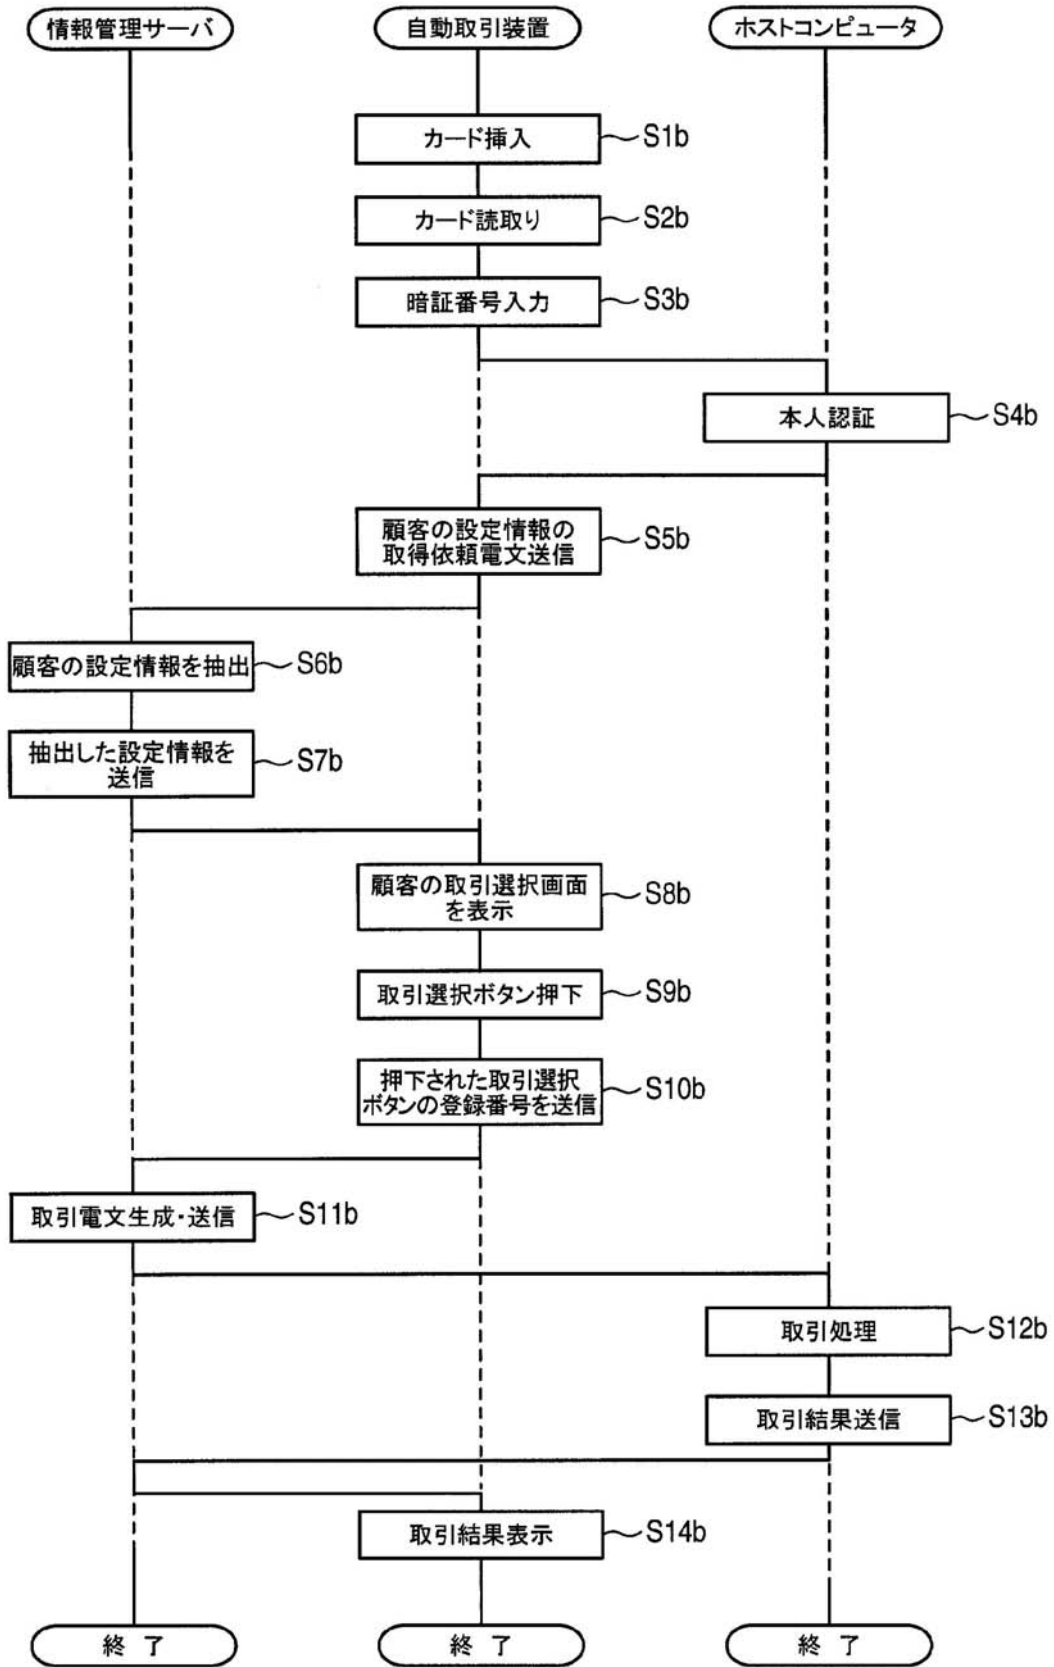 情報管理サーバ
自動取引装置
ホストコンピュータ
カード挿入
S1b
カード読取り
S2b
暗証番号入力
S3b
本人認証
S4b
顧客の設定情報の
取得依頼電文送信
S5b
顧客の設定情報を抽出
S6b
抽出した設定情報を
送信
S7b
顧客の取引選択画面
を表示
S8b
取引選択ボタン押下
S9b
押下された取引選択
ボタンの登録番号を送信
S10b
取引電文生成・送信
S11b
取引処理
S12b
取引結果送信
S13b
取引結果表示
S14b
終了
終了
終了